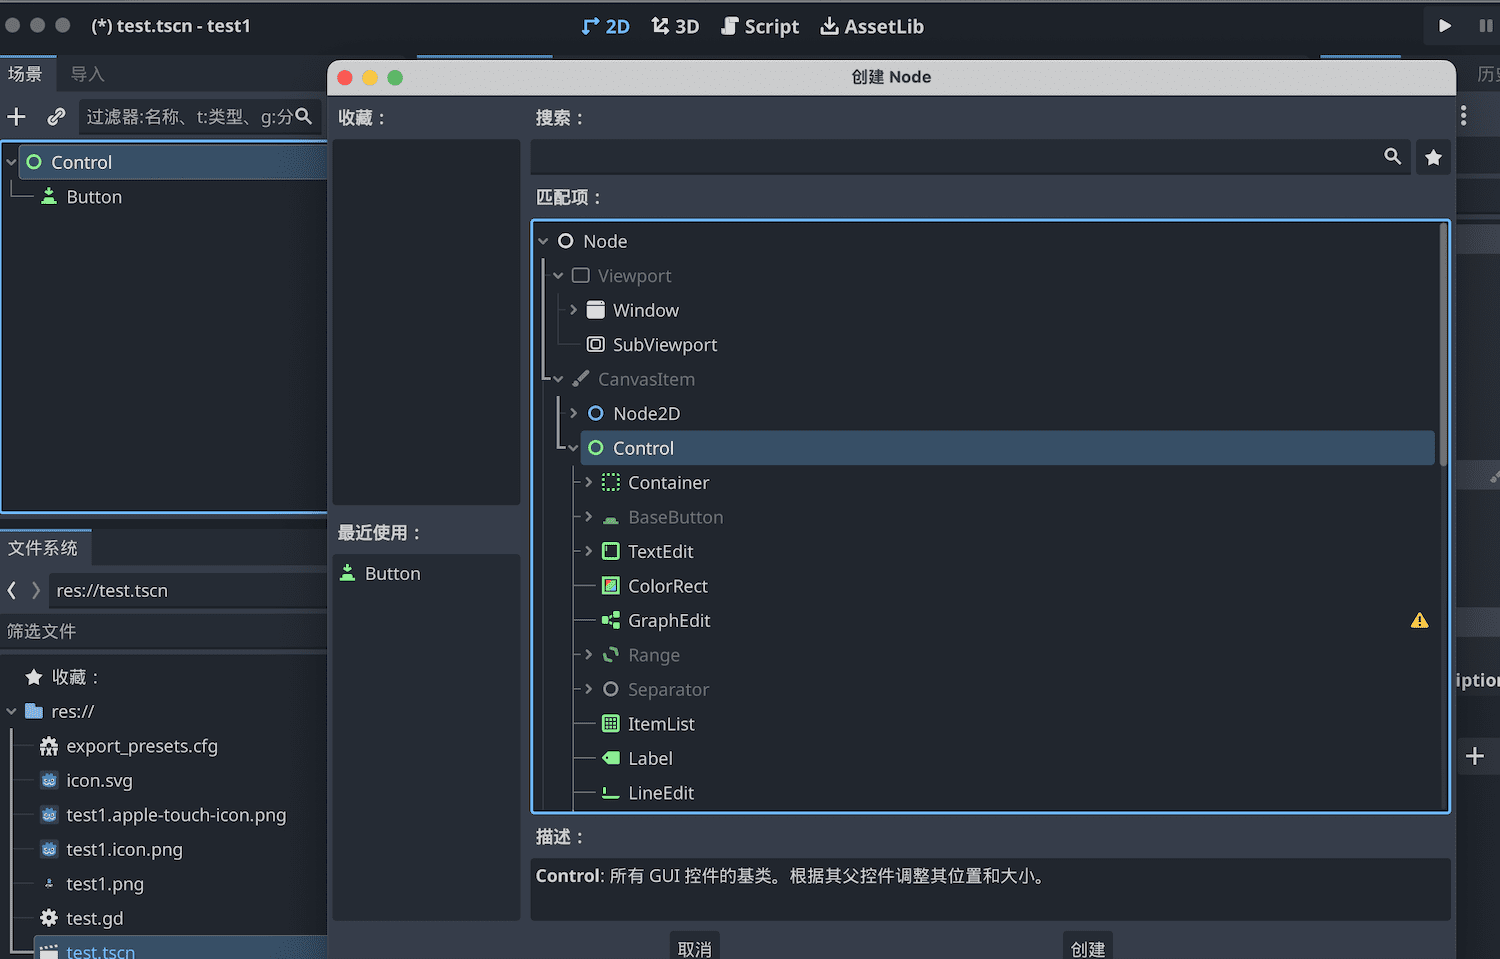 (*) test.tscn - test1
2D
3D
Script
AssetLib
场景
导入
过滤器:名称、t:类型、g:分
Control
Button
文件系统
res://test.tscn
筛选文件
收藏：
res://
export_presets.cfg
icon.svg
test1.apple-touch-icon.png
test1.icon.png
test1.png
test.gd
test.tscn
创建 Node
收藏：
最近使用：
Button
搜索：
匹配项：
Node
Viewport
Window
SubViewport
CanvasItem
Node2D
Control
Container
BaseButton
TextEdit
ColorRect
GraphEdit
Range
Separator
ItemList
Label
LineEdit
描述：
Control: 所有 GUI 控件的基类。根据其父控件调整其位置和大小。
取消
创建